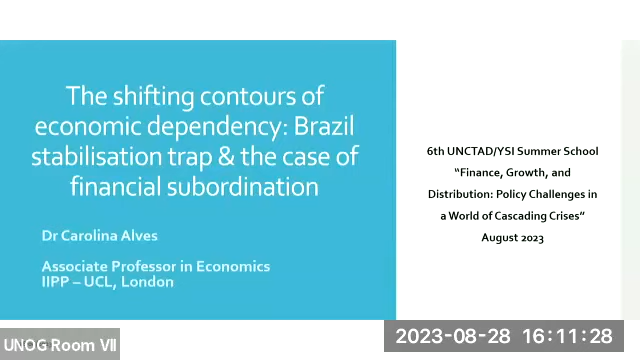 The shifting contours of
economic dependency: Brazil
stabilisation trap & the case of
financial subordination
Dr Carolina Alves
Associate Professor in Economics
IIPP – UCL, London
6th UNCTAD/YSI Summer School
"Finance, Growth, and
Distribution: Policy Challenges in
a World of Cascading Crises"
August 2023
UNOG Room VII
2023-08-28 16:11:28